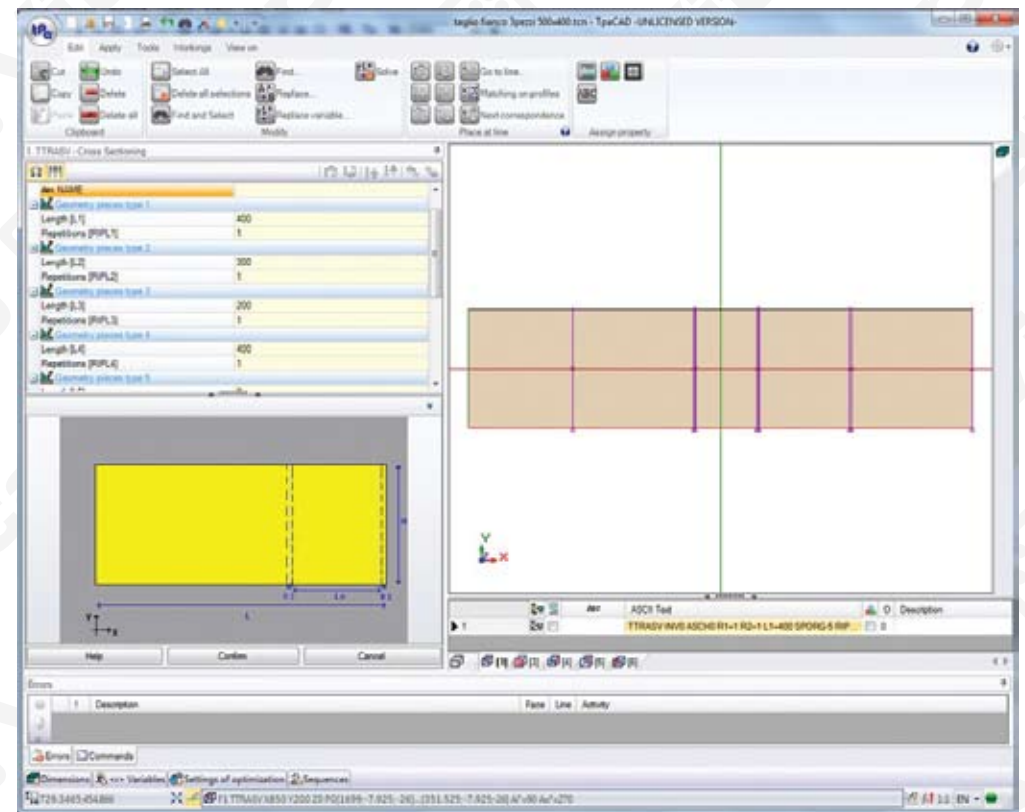 taglio fianco 3pezzi 500x400.tcn - TpaCAD -UNLICENSED VERSION-
Edit Apply Tools Workings View on
Cut Undo Select All Find... Solve Go to line...
Copy Delete Delete all selections Replace... Matching on profiles
Delete all Find and Select Replace variable... Next correspondence
Clipboard Modify Place at line Assign property
1 TTRASV - Cross Sectioning
NAME
Geometry pieces type 1
Length [L1] 400
Repetitions [RIPL1] 1
Geometry pieces type 2
Length [L2] 300
Repetitions [RIPL2] 1
Geometry pieces type 3
Length [L3] 200
Repetitions [RIPL3] 1
Geometry pieces type 4
Length [L4] 400
Repetitions [RIPL4] 1
Geometry pieces type 5
L
Y
X
Help Confirm Cancel
Y
X
ASCII Text O Description
1 TTRASV INV0 ASCH0 R1=1 R2=1 L1=400 SPORG-5 RIP... 0
Errors
! Description Face Line Activity
Errors Commands
Dimensions Variables Settings of optimization Sequences
1:1 EN